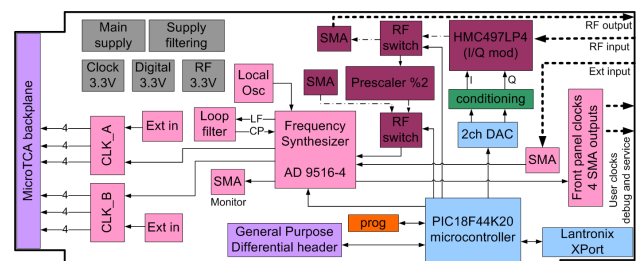 Main
supply
Supply
filtering
Clock
3.3V
Digital
3.3V
RF
3.3V
SMA
RF
switch
HMC497LP4
(I/Q mod)
RF output
RF input
Ext input
Local
Osc
SMA
Prescaler %2
I
Q
conditioning
MicroTCA backplane
4
4
4
CLK_A
Ext in
Loop
filter
LF
CP
Frequency
Synthesizer
AD 9516-4
RF
switch
2ch DAC
SMA
Front panel clocks
4 SMA outputs
User clocks
debug and service
4
4
4
CLK_B
Ext in
SMA
Monitor
General Purpose
Differential header
prog
PIC18F44K20
microcontroller
Lantronix
XPort